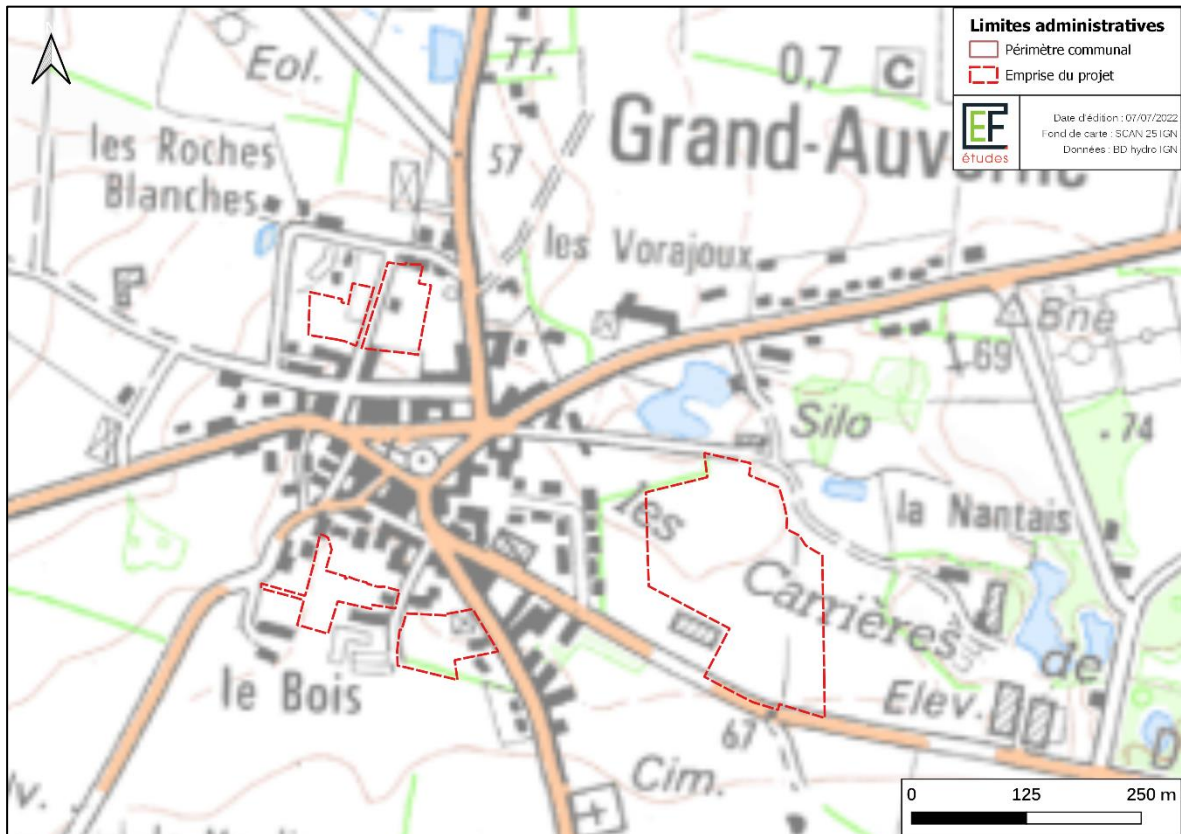 Limites administratives
Périmètre communal
Emprise du projet
EF
études
Date d'édition : 07/07/2022
Fond de carte : SCAN 25 IGN
Données : BD hydro IGN
Eol.
Tf.
0,7
C
Grand-Auverne
les Roches
Blanches
57
les Vorajoux
Bne
69
Silo
74
les
la Nantais
Carrières
de
le Bois
Elev.
67
Cim.
0 125 250 m